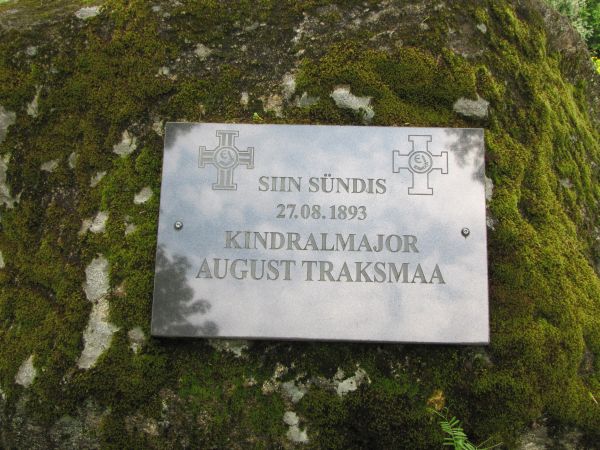 SIIN SÜNDIS
27.08.1893
KINDRALMAJOR
AUGUST TRAKSMAA